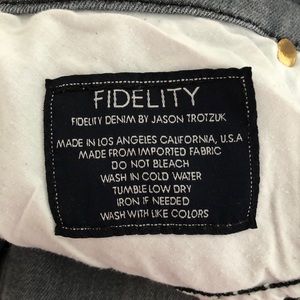 FIDELITY
FIDELITY DENIM BY JASON TROTZUK
MADE IN LOS ANGELES CALIFORNIA, U.S.A
MADE FROM IMPORTED FABRIC
DO NOT BLEACH
WASH IN COLD WATER
TUMBLE LOW DRY
IRON IF NEEDED
WASH WITH LIKE COLORS